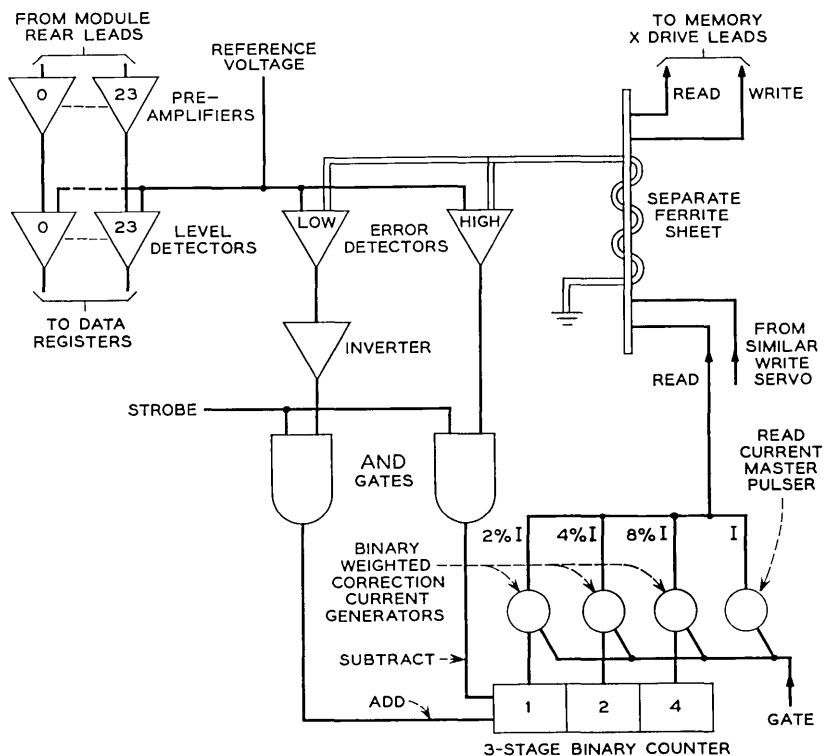 FROM MODULE
REAR LEADS
REFERENCE
VOLTAGE
TO MEMORY
X DRIVE LEADS
0
23
PRE-
AMPLIFIERS
READ
WRITE
0
23
LEVEL
DETECTORS
LOW
ERROR
DETECTORS
HIGH
SEPARATE
FERRITE
SHEET
TO DATA
REGISTERS
INVERTER
FROM
SIMILAR
WRITE
SERVO
READ
STROBE
AND
GATES
READ
CURRENT
MASTER
PULSER
2% I
4% I
8% I
I
BINARY
WEIGHTED
CORRECTION
CURRENT
GENERATORS
SUBTRACT
ADD
1
2
4
GATE
3-STAGE BINARY COUNTER